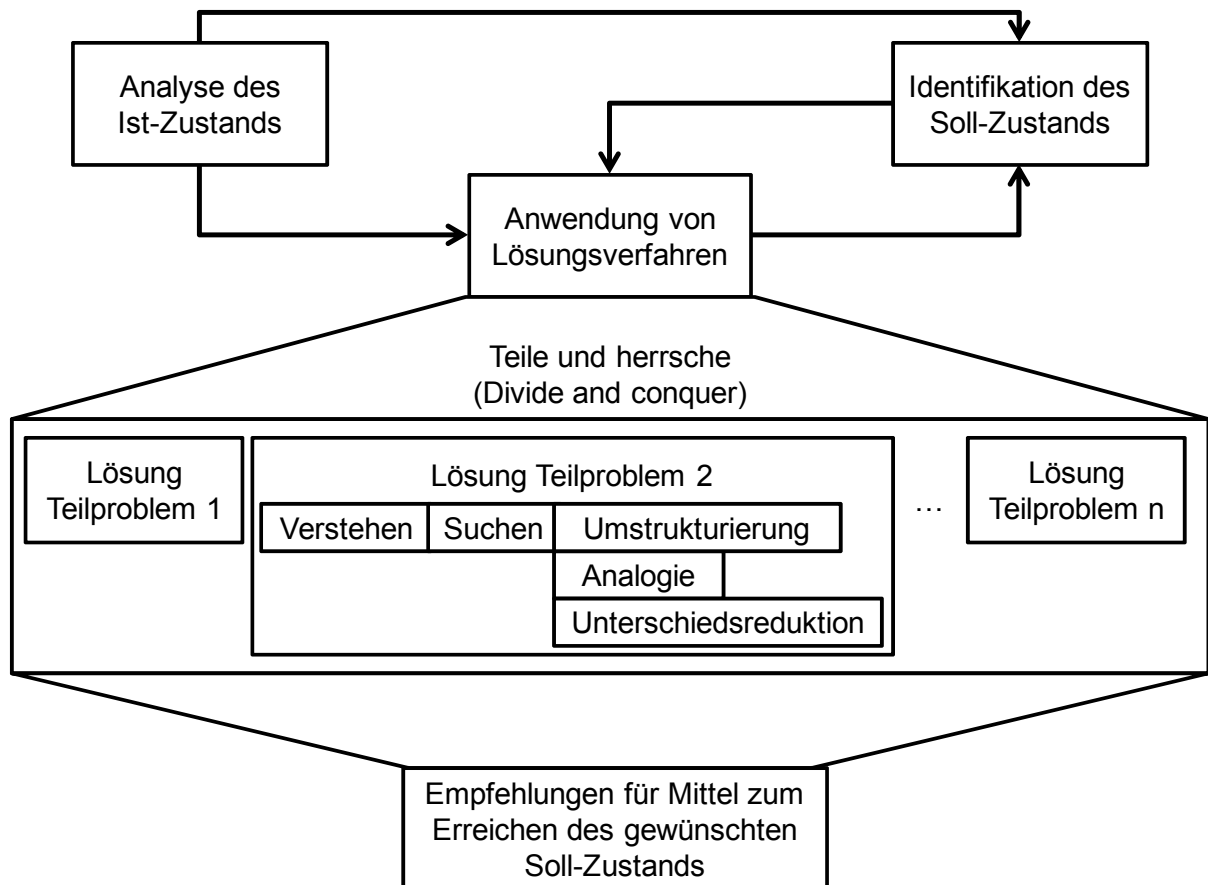 Analyse des
Ist-Zustands
Identifikation des
Soll-Zustands
Anwendung von
Lösungsverfahren
Teile und herrsche
(Divide and conquer)
Lösung
Teilproblem 1
Lösung Teilproblem 2
Verstehen
Suchen
Umstrukturierung
Analogie
Unterschiedsreduktion
...
Lösung
Teilproblem n
Empfehlungen für Mittel zum
Erreichen des gewünschten
Soll-Zustands